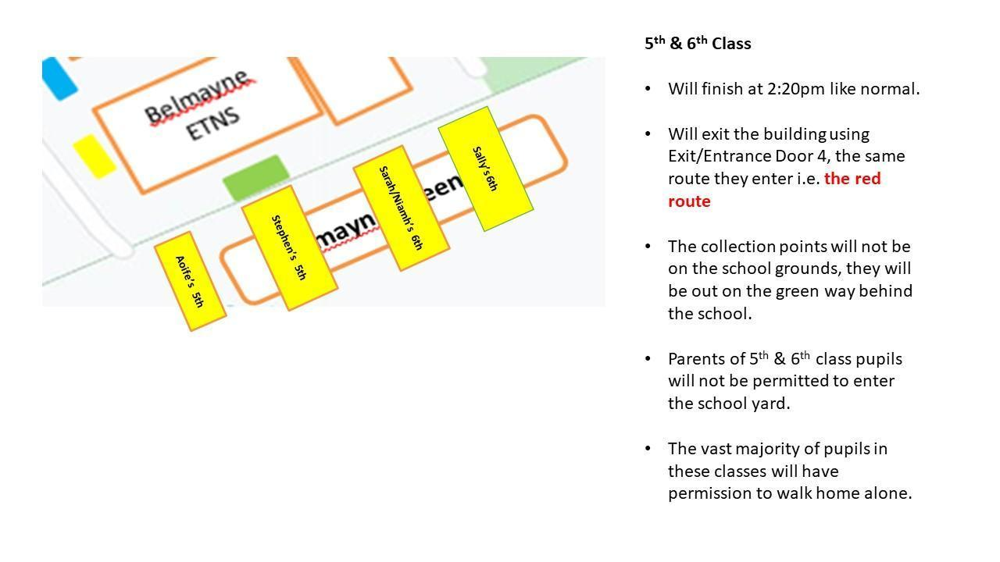 Belmayne
ETNS
Aoife's 5th
Stephen's 5th
mayn
Sarah/Niamh's 6th
een
Sally's 6th
5th & 6th Class
• Will finish at 2:20pm like normal.
• Will exit the building using
Exit/Entrance Door 4, the same
route they enter i.e. the red
route
• The collection points will not be
on the school grounds, they will
be out on the green way behind
the school.
• Parents of 5th & 6th class pupils
will not be permitted to enter
the school yard.
• The vast majority of pupils in
these classes will have
permission to walk home alone.